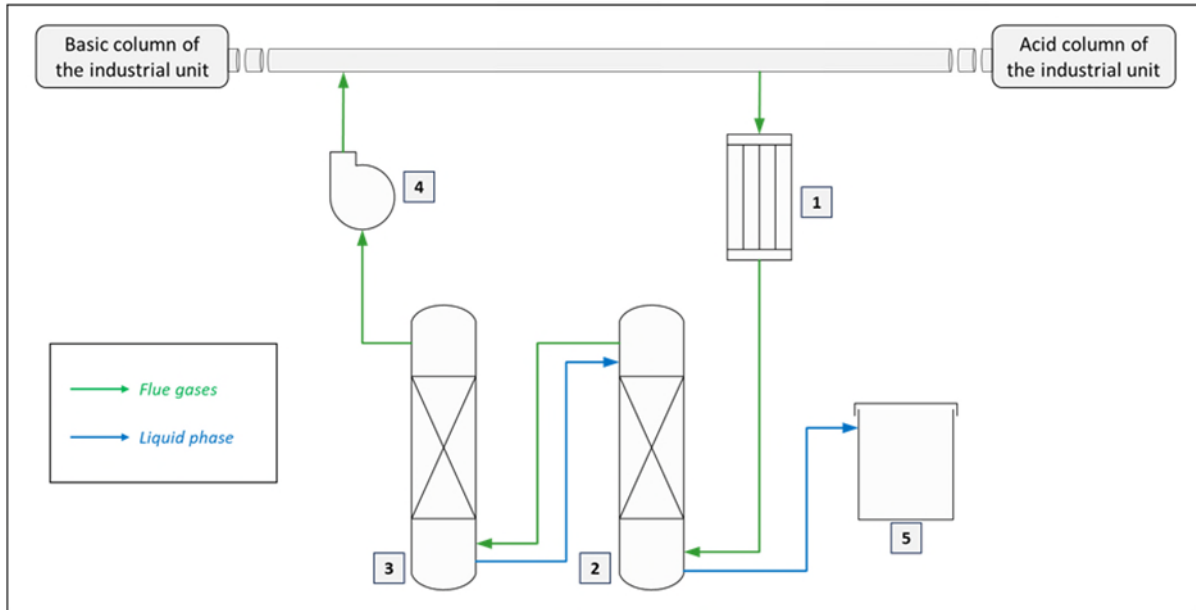 Basic column of
the industrial unit
Acid column of
the industrial unit
4
1
Flue gases
Liquid phase
3
2
5